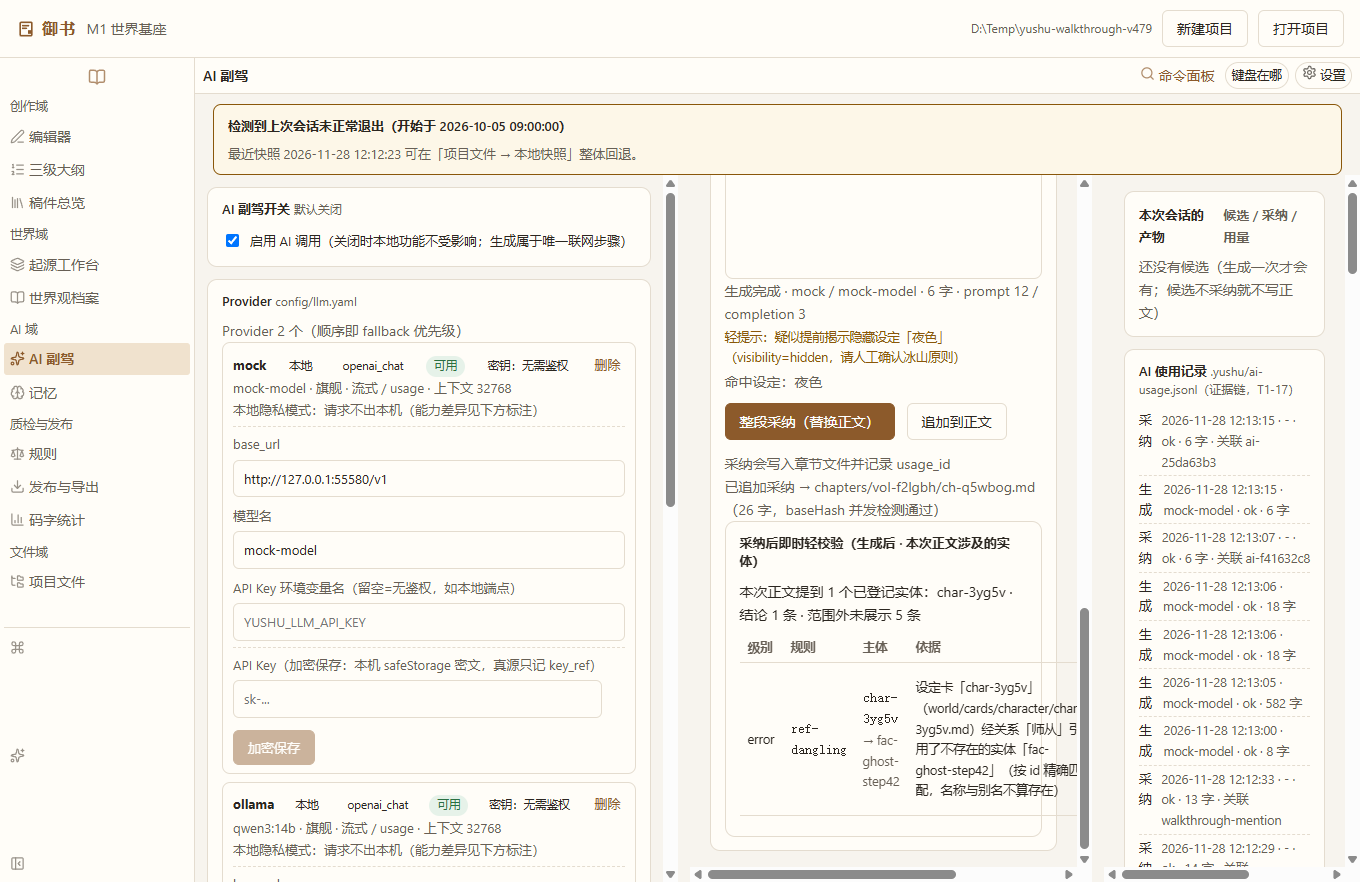 御书 M1 世界基座
D:\Temp\yushu-walkthrough-v479 新建项目 打开项目
创作域
编辑器
三级大纲
稿件总览
世界域
起源工作台
世界观档案
AI 域
AI 副驾
记忆
质检与发布
规则
发布与导出
码字统计
文件域
项目文件
AI 副驾
命令面板 键盘在哪 设置
检测到上次会话未正常退出（开始于 2026-10-05 09:00:00）
最近快照 2026-11-28 12:12:23 可在「项目文件 → 本地快照」整体回退。
AI 副驾开关 默认关闭
启用 AI 调用（关闭时本地功能不受影响；生成属于唯一联网步骤）
Provider config/llm.yaml
Provider 2 个（顺序即 fallback 优先级）
mock 本地 openai_chat 可用 密钥：无需鉴权 删除
mock-model · 旗舰 · 流式 / usage · 上下文 32768
本地隐私模式：请求不出本机（能力差异见下方标注）
base_url
http://127.0.0.1:55580/v1
模型名
mock-model
API Key 环境变量名（留空=无鉴权，如本地端点）
YUSHU_LLM_API_KEY
API Key（加密保存：本机 safeStorage 密文，真源只记 key_ref）
sk-...
加密保存
ollama 本地 openai_chat 可用 密钥：无需鉴权 删除
qwen3:14b · 旗舰 · 流式 / usage · 上下文 32768
本地隐私模式：请求不出本机（能力差异见下方标注）
生成完成 · mock / mock-model · 6 字 · prompt 12 /
completion 3
轻提示：疑似提前揭示隐藏设定「夜色」
（visibility=hidden，请人工确认冰山原则）
命中设定：夜色
整段采纳（替换正文） 追加到正文
采纳会写入章节文件并记录 usage_id
已追加采纳 → chapters/vol-f2lgbh/ch-q5wbog.md
（26 字，baseHash 并发检测通过）
采纳后即时轻校验（生成后 · 本次正文涉及的实
体）
本次正文提到 1 个已登记实体：char-3yg5v ·
结论 1 条 · 范围外未展示 5 条
级别 规则 主体 依据
error
ref-
dangling
char-
3yg5v
→ fac-
ghost-
step42
设定卡「char-3yg5v」
（world/cards/character/char
3yg5v.md）经关系「师从」引
用了不存在的实体「fac-
ghost-step42」（按 id 精确匹
配，名称与别名不算存在）
本次会话的
产物
候选 / 采纳 /
用量
还没有候选（生成一次才会
有；候选不采纳就不写正
文）
AI 使用记录 .yushu/ai-
usage.jsonl（证据链，T1-17）
采 2026-11-28 12:13:15 · - ·
纳 ok · 6 字 · 关联 ai-
25da63b3
生 2026-11-28 12:13:15 ·
成 mock-model · ok · 6 字
采 2026-11-28 12:13:07 · - ·
纳 ok · 6 字 · 关联 ai-f41632c8
生 2026-11-28 12:13:06 ·
成 mock-model · ok · 18 字
生 2026-11-28 12:13:06 ·
成 mock-model · ok · 18 字
生 2026-11-28 12:13:05 ·
成 mock-model · ok · 582 字
生 2026-11-28 12:13:00 ·
成 mock-model · ok · 8 字
采 2026-11-28 12:12:33 · - ·
纳 ok · 13 字 · 关联
walkthrough-mention
采 2026-11-28 12:12:29 · - ·
纳 ok · 14 字 · 关联